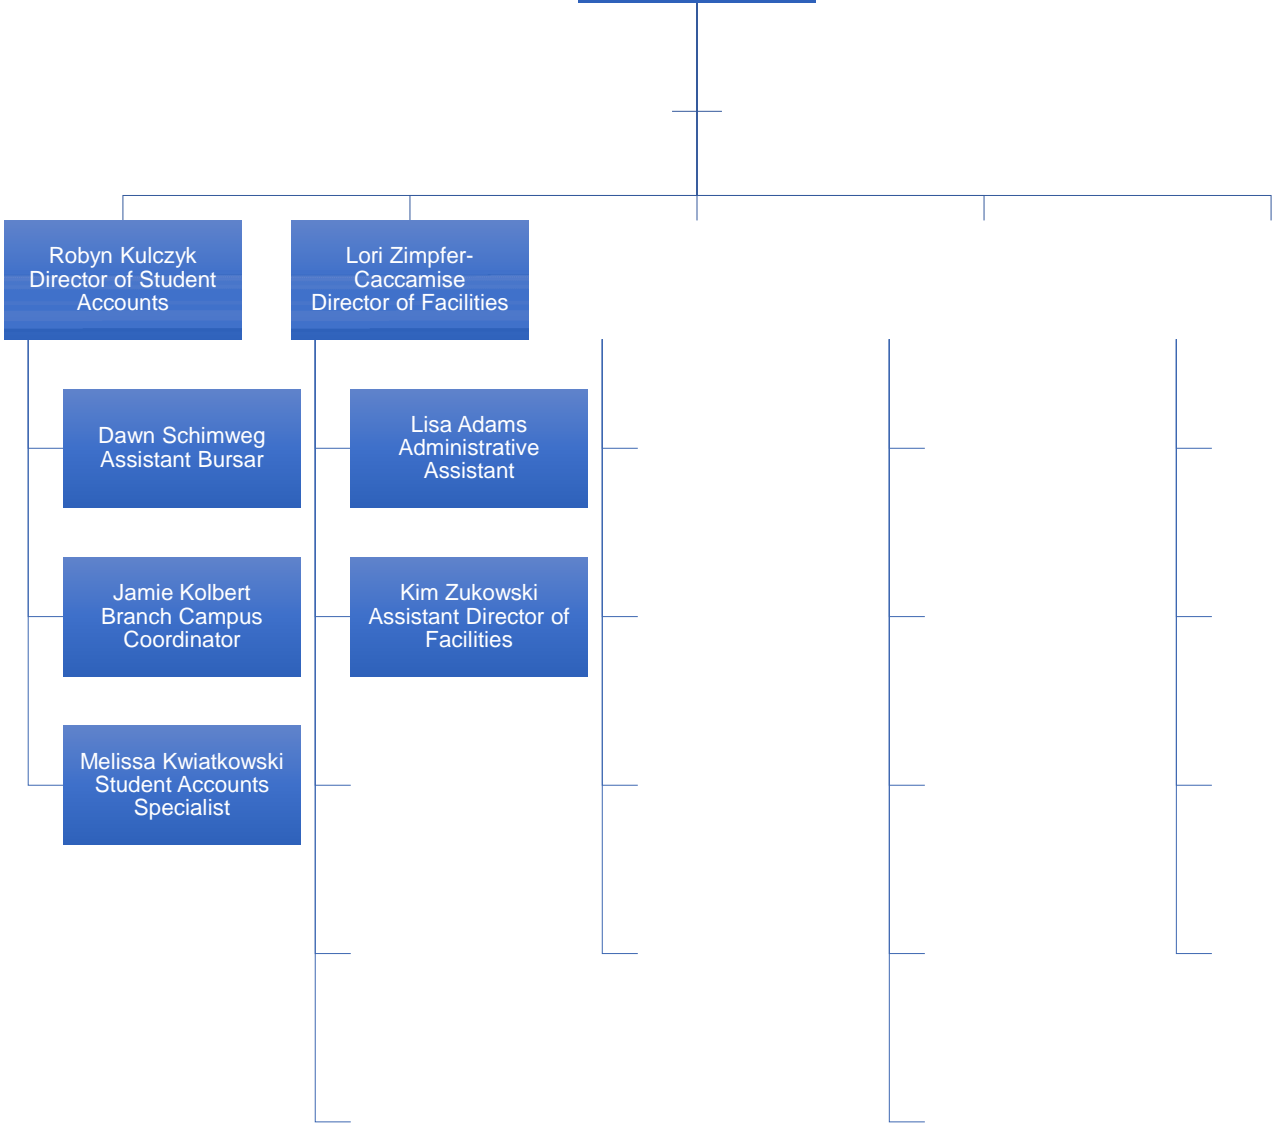 Robyn Kulczyk
Director of Student
Accounts
Lori Zimpfer-
Caccamise
Director of Facilities
Dawn Schimweg
Assistant Bursar
Lisa Adams
Administrative
Assistant
Jamie Kolbert
Branch Campus
Coordinator
Kim Zukowski
Assistant Director of
Facilities
Melissa Kwiatkowski
Student Accounts
Specialist